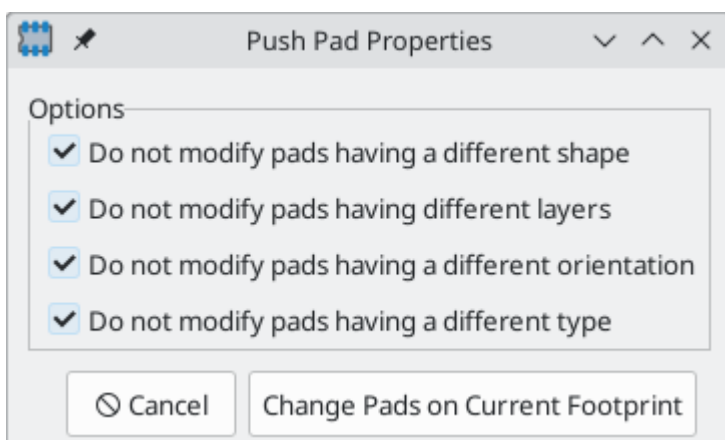 Push Pad Properties
Options
Do not modify pads having a different shape
Do not modify pads having different layers
Do not modify pads having a different orientation
Do not modify pads having a different type
Cancel
Change Pads on Current Footprint